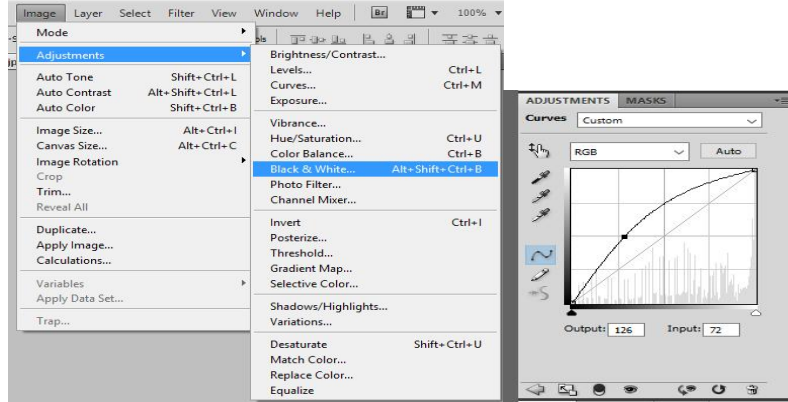 Image Layer Select Filter View Window Help Br 100%
Mode
Adjustments
Auto Tone Shift+Ctrl+L
Auto Contrast Alt+Shift+Ctrl+L
Auto Color Shift+Ctrl+B
Image Size... Alt+Ctrl+I
Canvas Size... Alt+Ctrl+C
Image Rotation
Crop
Trim...
Reveal All
Duplicate...
Apply Image...
Calculations...
Variables
Apply Data Set...
Trap...
Brightness/Contrast...
Levels... Ctrl+L
Curves... Ctrl+M
Exposure...
Vibrance...
Hue/Saturation... Ctrl+U
Color Balance... Ctrl+B
Black & White... Alt+Shift+Ctrl+B
Photo Filter...
Channel Mixer...
Invert Ctrl+I
Posterize...
Threshold...
Gradient Map...
Selective Color...
Shadows/Highlights...
Variations...
Desaturate Shift+Ctrl+U
Match Color...
Replace Color...
Equalize
ADJUSTMENTS MASKS
Curves Custom
RGB Auto
Output: 126 Input: 72